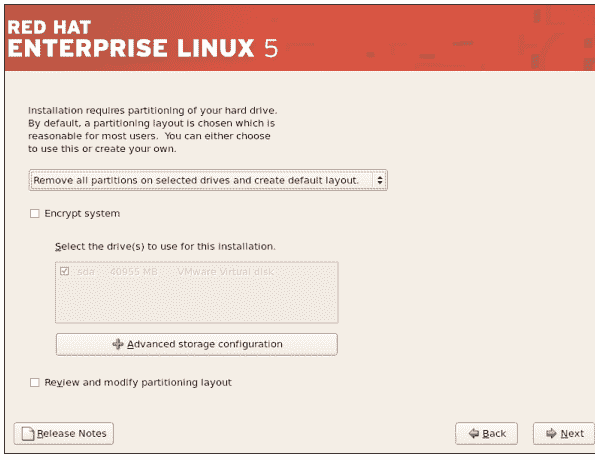 RED HAT
ENTERPRISE LINUX 5
Installation requires partitioning of your hard drive.
By default, a partitioning layout is chosen which is
reasonable for most users.  You can either choose
to use this or create your own.
Remove all partitions on selected drives and create default layout.
Encrypt system
Select the drive(s) to use for this installation.
sda 40955 MB VMware Virtual disk
Advanced storage configuration
Review and modify partitioning layout
Release Notes
Back
Next